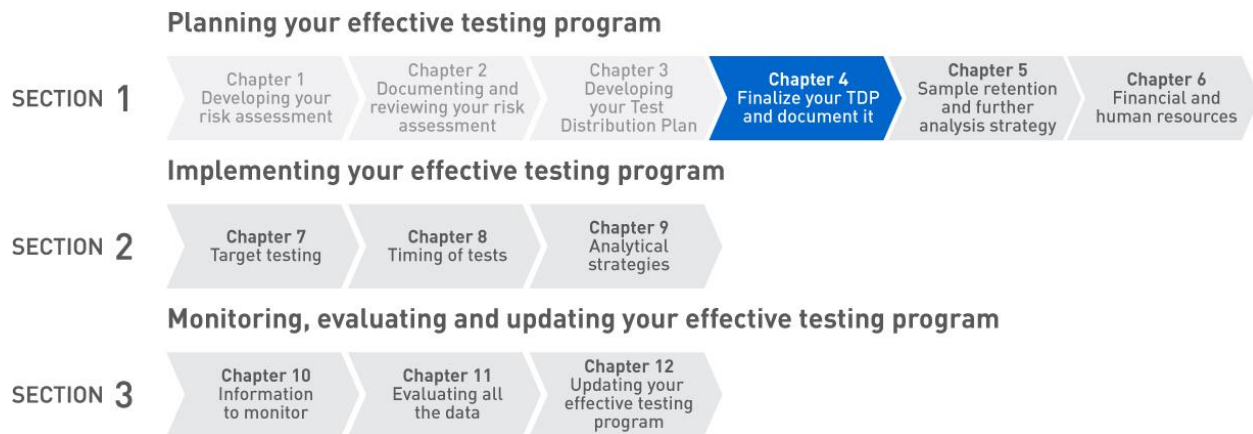 Planning your effective testing program
SECTION 1
Chapter 1
Developing your
risk assessment
Chapter 2
Documenting and
reviewing your risk
assessment
Chapter 3
Developing
your Test
Distribution Plan
Chapter 4
Finalize your TDP
and document it
Chapter 5
Sample retention
and further
analysis strategy
Chapter 6
Financial and
human resources
Implementing your effective testing program
SECTION 2
Chapter 7
Target testing
Chapter 8
Timing of tests
Chapter 9
Analytical
strategies
Monitoring, evaluating and updating your effective testing program
SECTION 3
Chapter 10
Information
to monitor
Chapter 11
Evaluating all
the data
Chapter 12
Updating your
effective testing
program